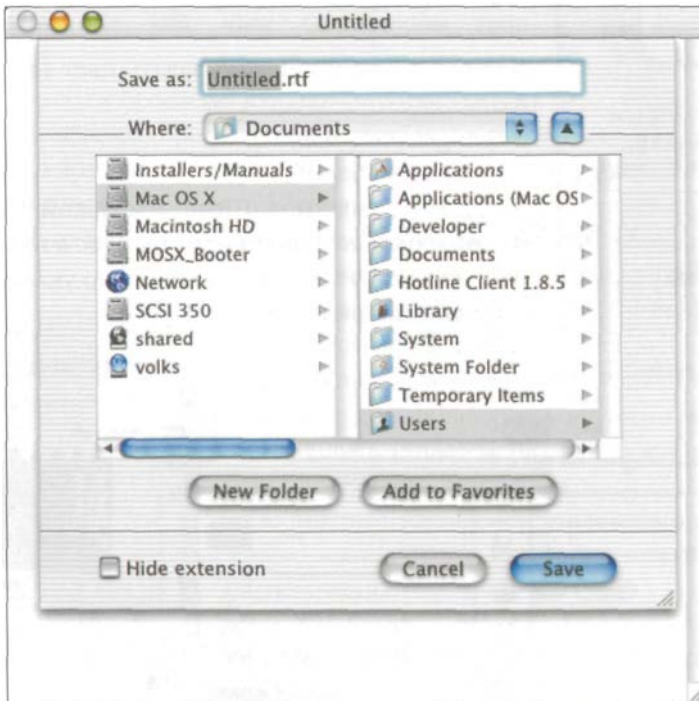 Untitled
Save as: Untitled.rtf
Where: Documents
Installers/Manuals
Mac OS X
Macintosh HD
MOSX_Booter
Network
SCSI 350
shared
volks
Applications
Applications (Mac OS
Developer
Documents
Hotline Client 1.8.5
Library
System
System Folder
Temporary Items
Users
New Folder
Add to Favorites
Hide extension
Cancel
Save